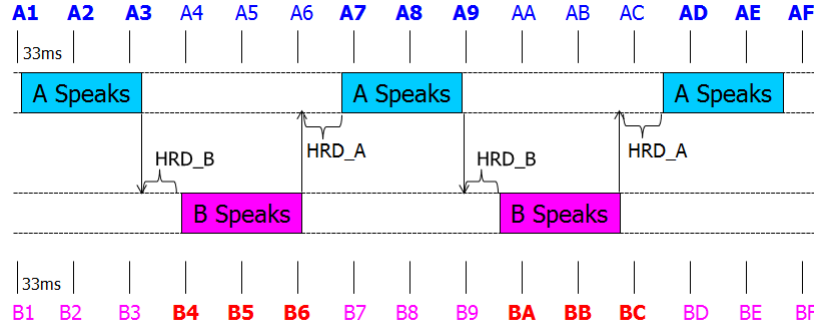 A1 A2 A3 A4 A5 A6 A7 A8 A9 AA AB AC AD AE AF
33ms
A Speaks A Speaks A Speaks
HRD_A HRD_A
HRD_B HRD_B
B Speaks B Speaks
33ms
B1 B2 B3 B4 B5 B6 B7 B8 B9 BA BB BC BD BE BF